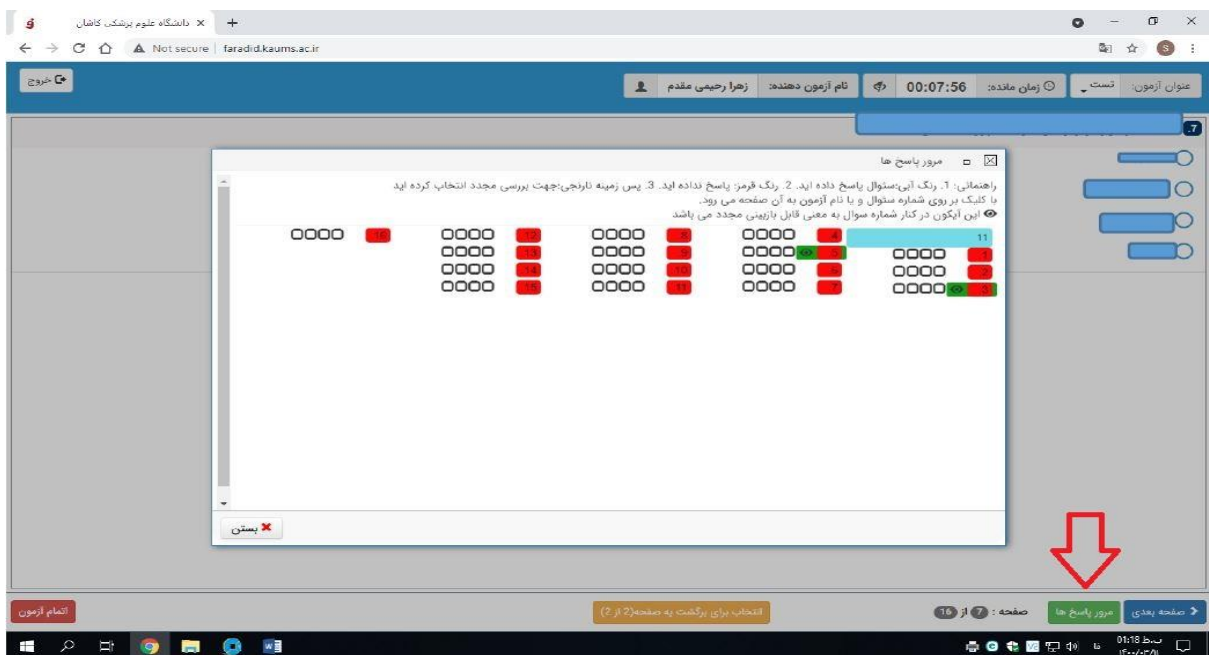 دانشگاه علوم پزشکی کاشان
Not secure | faradid.kaums.ac.ir
عنوان آزمون: تست
زمان مانده: 00:07:56
نام آزمون دهنده: زهرا رحیمی مقدم
خروج
.7
مرور پاسخ ها
راهنمائی: 1. رنگ آبی:سئوال پاسخ داده اید. 2. رنگ قرمز: پاسخ نداده اید. 3. پس زمینه نارنجی:جهت بررسی مجدد انتخاب کرده اید
با کلیک بر روی شماره سئوال و یا نام آزمون به آن صفحه می رود.
این آیکون در کنار شماره سوال به معنی قابل بازبینی مجدد می باشد
11
4 8 12 16
1 5 9 13
2 6 10 14
3 7 11 15
بستن
صفحه بعدی
مرور پاسخ ها
صفحه : 7 از 16
انتخاب برای برگشت به صفحه(2 از 2)
اتمام آزمون
01:18 ب.ظ
فا